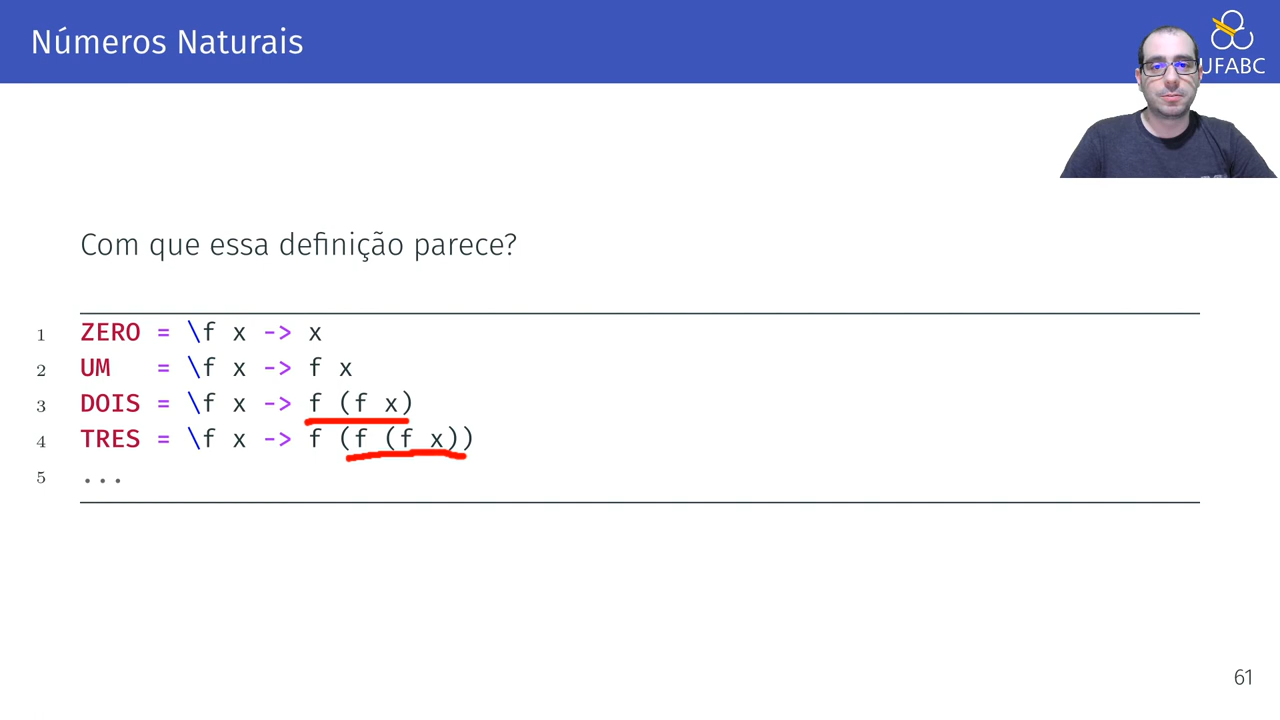 Números Naturais
UFABC
Com que essa definição parece?
1 ZERO = \f x -> x
2 UM = \f x -> f x
3 DOIS = \f x -> f (f x)
4 TRES = \f x -> f (f (f x))
5 ...
61